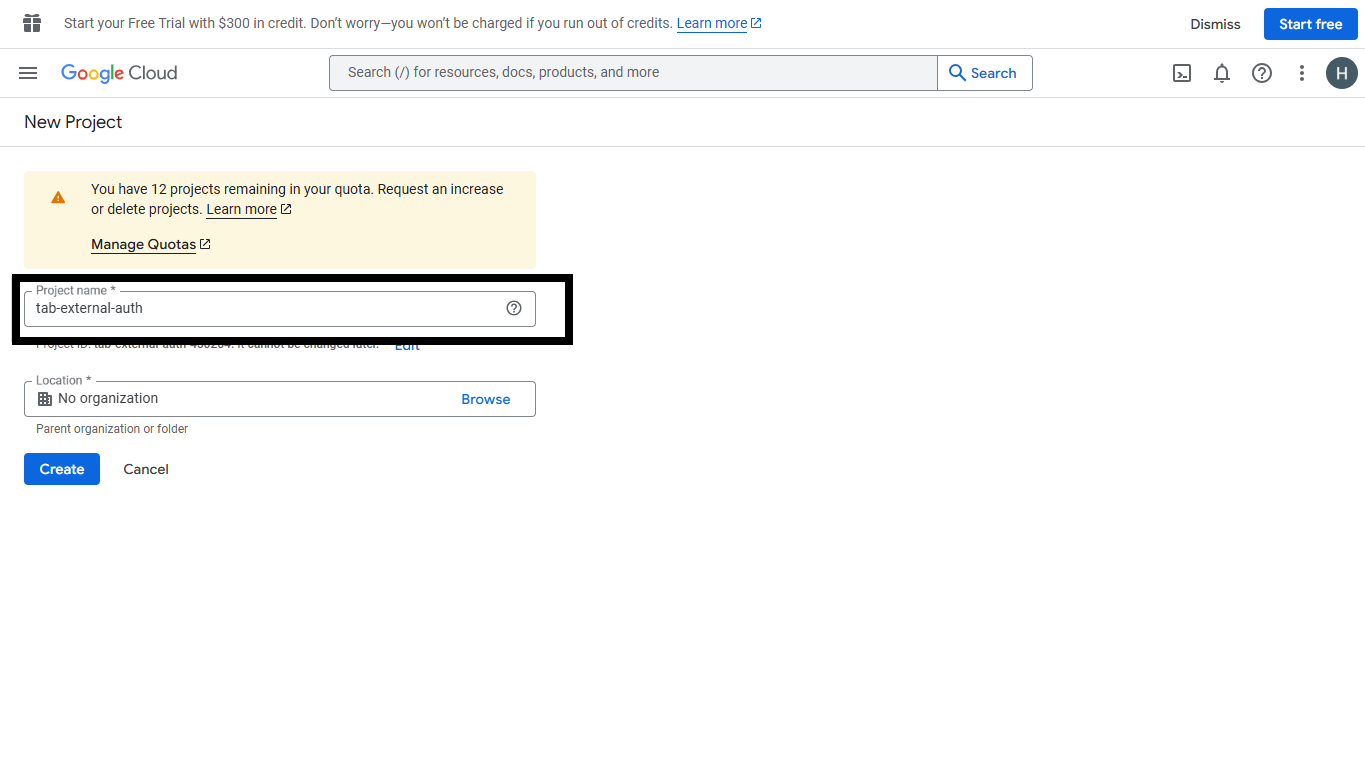 Start your Free Trial with $300 in credit. Don't worry—you won't be charged if you run out of credits. Learn more
Dismiss
Start free
Google Cloud
Search (/) for resources, docs, products, and more
Search
H
New Project
You have 12 projects remaining in your quota. Request an increase
or delete projects. Learn more
Manage Quotas
Project name *
tab-external-auth
Project ID: tab-external-auth It cannot be changed later. Edit
Location *
No organization
Browse
Parent organization or folder
Create
Cancel